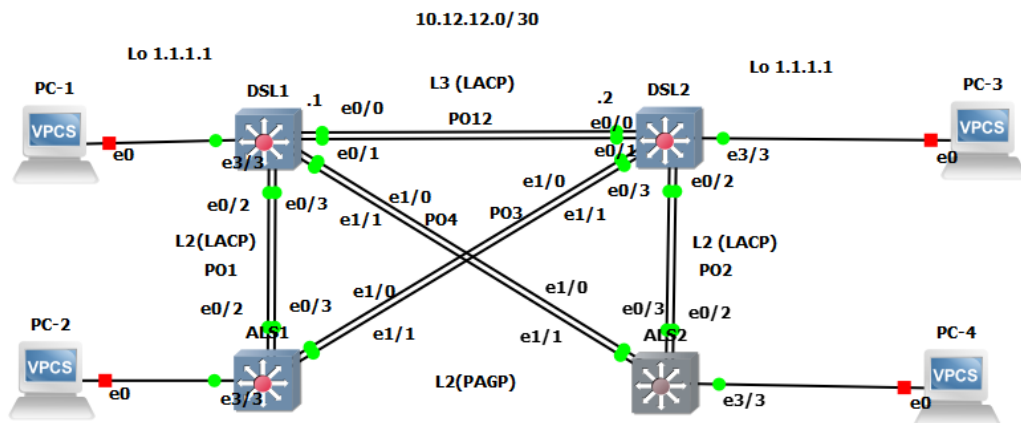 10.12.12.0/30
Lo 1.1.1.1
Lo 1.1.1.1
PC-1
DSL1
.1
L3 (LACP)
.2
DSL2
PC-3
VPCS
e0
e3/3
e0/0
e0/1
PO12
e0/0
e0/1
e3/3
e0
VPCS
e0/2
e0/3
e1/0
e1/1
PO4
PO3
e1/0
e1/1
e0/3
e0/2
L2(LACP)
PO1
L2 (LACP)
PO2
e0/2
e0/3
e1/0
e1/1
e1/0
e1/1
e0/3
e0/2
PC-2
ALS1
ALS2
PC-4
VPCS
e0
e3/3
L2(PAGP)
e3/3
e0
VPCS